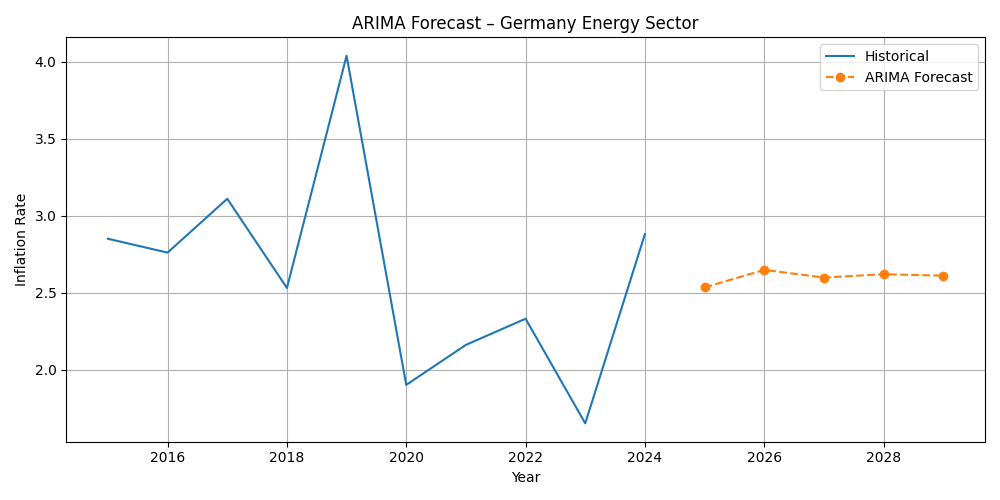 ARIMA Forecast – Germany Energy Sector
Historical
ARIMA Forecast
4.0
3.5
3.0
2.5
2.0
Inflation Rate
2016 2018 2020 2022 2024 2026 2028
Year